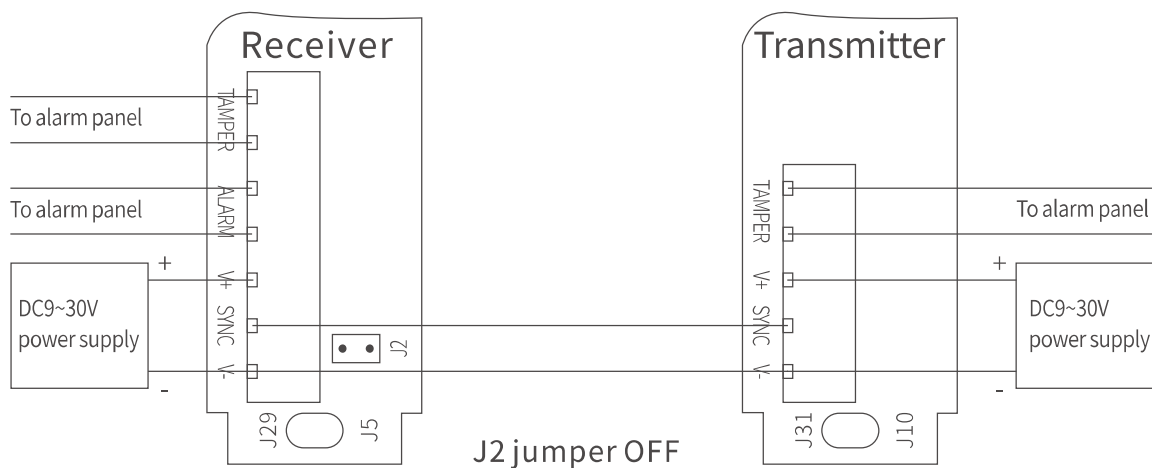 Receiver
Transmitter
TAMPER
To alarm panel
ALARM
To alarm panel
TAMPER
To alarm panel
+
V+
DC9~30V
power supply
SYNC
J2
V-
-
+
V+
DC9~30V
power supply
SYNC
V-
-
J29
J5
J31
J10
J2 jumper OFF